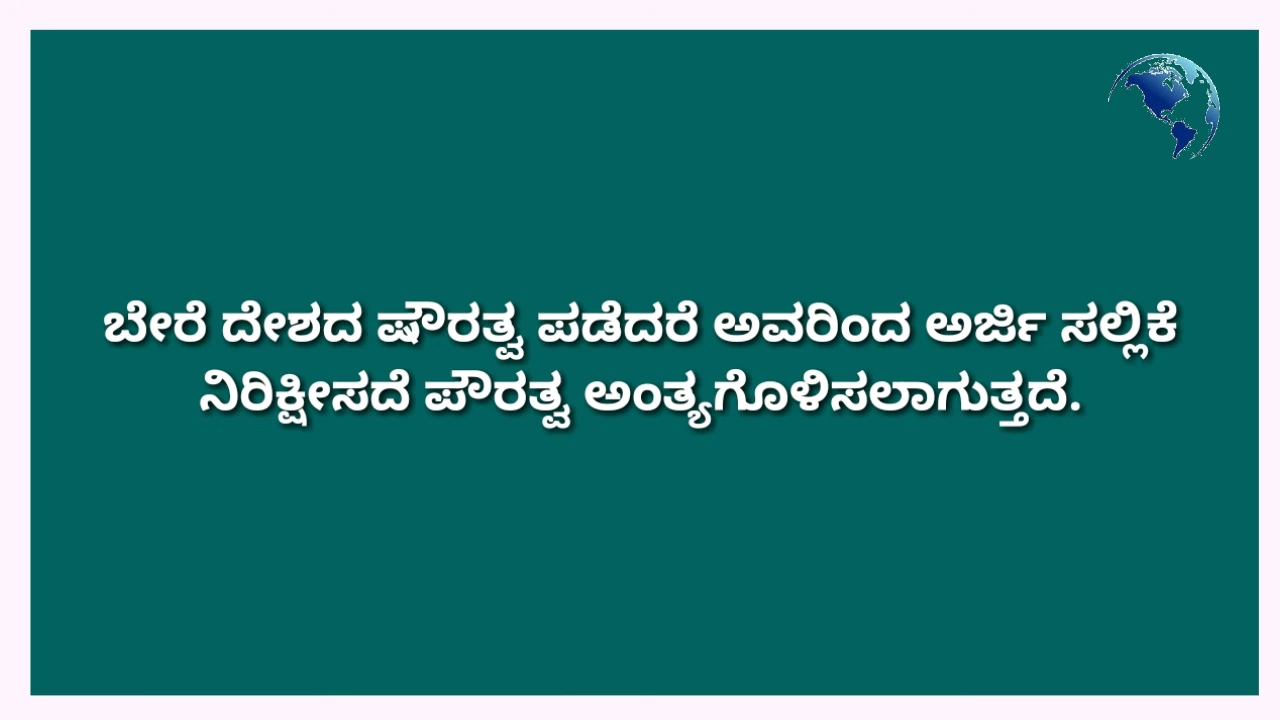 ಬೇರೆ ದೇಶದ ಷೌರತ್ವ ಪಡೆದರೆ ಅವರಿಂದ ಅರ್ಜಿ ಸಲ್ಲಿಕೆ
ನಿರಿಕ್ಷೀಸದೆ ಪೌರತ್ವ ಅಂತ್ಯಗೊಳಿಸಲಾಗುತ್ತದೆ.